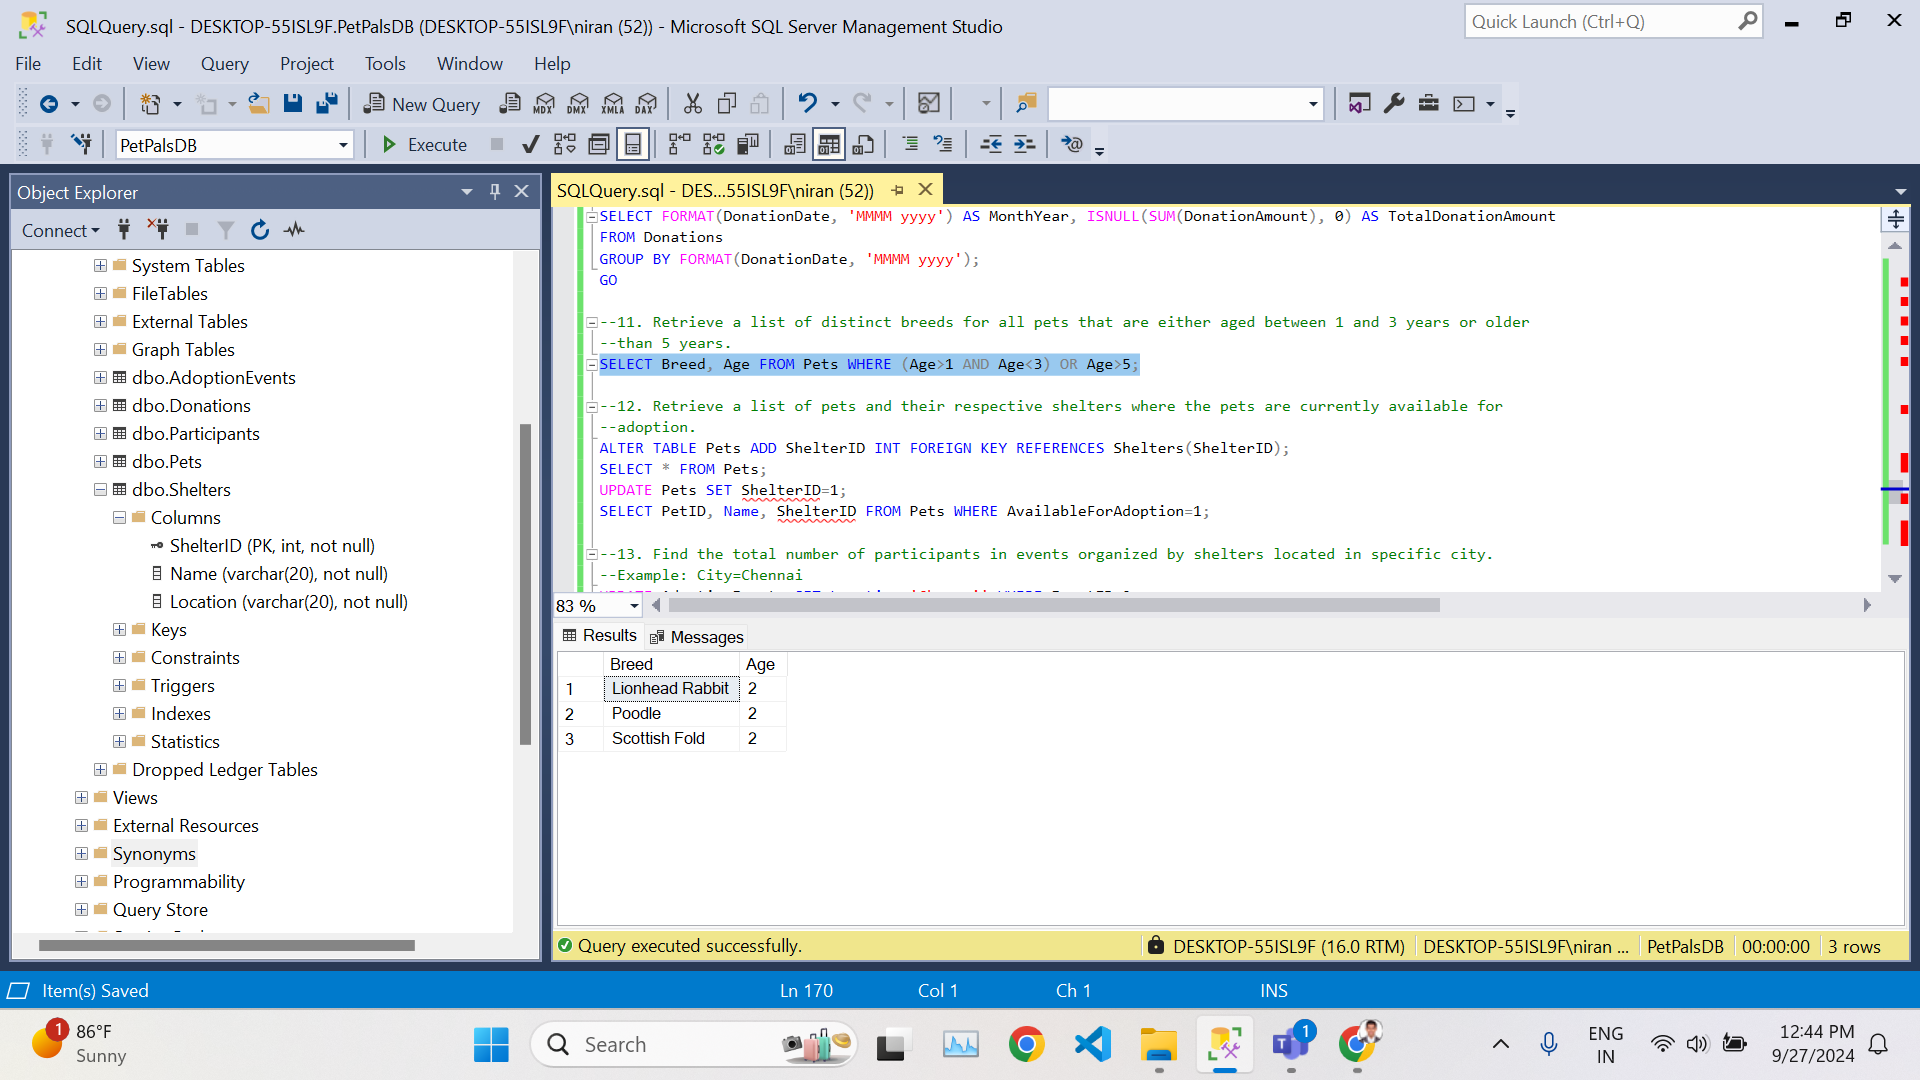 SQLQuery.sql - DESKTOP-55ISL9F.PetPalsDB (DESKTOP-55ISL9F\niran (52)) - Microsoft SQL Server Management Studio
Quick Launch (Ctrl+Q)
File Edit View Query Project Tools Window Help
New Query MDX DMX XMLA DAX
PetPalsDB Execute
Object Explorer
Connect
System Tables
FileTables
External Tables
Graph Tables
dbo.AdoptionEvents
dbo.Donations
dbo.Participants
dbo.Pets
dbo.Shelters
Columns
ShelterID (PK, int, not null)
Name (varchar(20), not null)
Location (varchar(20), not null)
Keys
Constraints
Triggers
Indexes
Statistics
Dropped Ledger Tables
Views
External Resources
Synonyms
Programmability
Query Store
SQLQuery.sql - DES...55ISL9F\niran (52))
SELECT FORMAT(DonationDate, 'MMMM yyyy') AS MonthYear, ISNULL(SUM(DonationAmount), 0) AS TotalDonationAmount
FROM Donations
GROUP BY FORMAT(DonationDate, 'MMMM yyyy');
GO
--11. Retrieve a list of distinct breeds for all pets that are either aged between 1 and 3 years or older
--than 5 years.
SELECT Breed, Age FROM Pets WHERE (Age>1 AND Age<3) OR Age>5;
--12. Retrieve a list of pets and their respective shelters where the pets are currently available for
--adoption.
ALTER TABLE Pets ADD ShelterID INT FOREIGN KEY REFERENCES Shelters(ShelterID);
SELECT * FROM Pets;
UPDATE Pets SET ShelterID=1;
SELECT PetID, Name, ShelterID FROM Pets WHERE AvailableForAdoption=1;
--13. Find the total number of participants in events organized by shelters located in specific city.
--Example: City=Chennai
83 %
Results Messages
Breed Age
1 Lionhead Rabbit 2
2 Poodle 2
3 Scottish Fold 2
Query executed successfully. DESKTOP-55ISL9F (16.0 RTM) DESKTOP-55ISL9F\niran ... PetPalsDB 00:00:00 3 rows
Item(s) Saved Ln 170 Col 1 Ch 1 INS
1 86°F
Sunny
Search
1
ENG
IN
12:44 PM
9/27/2024